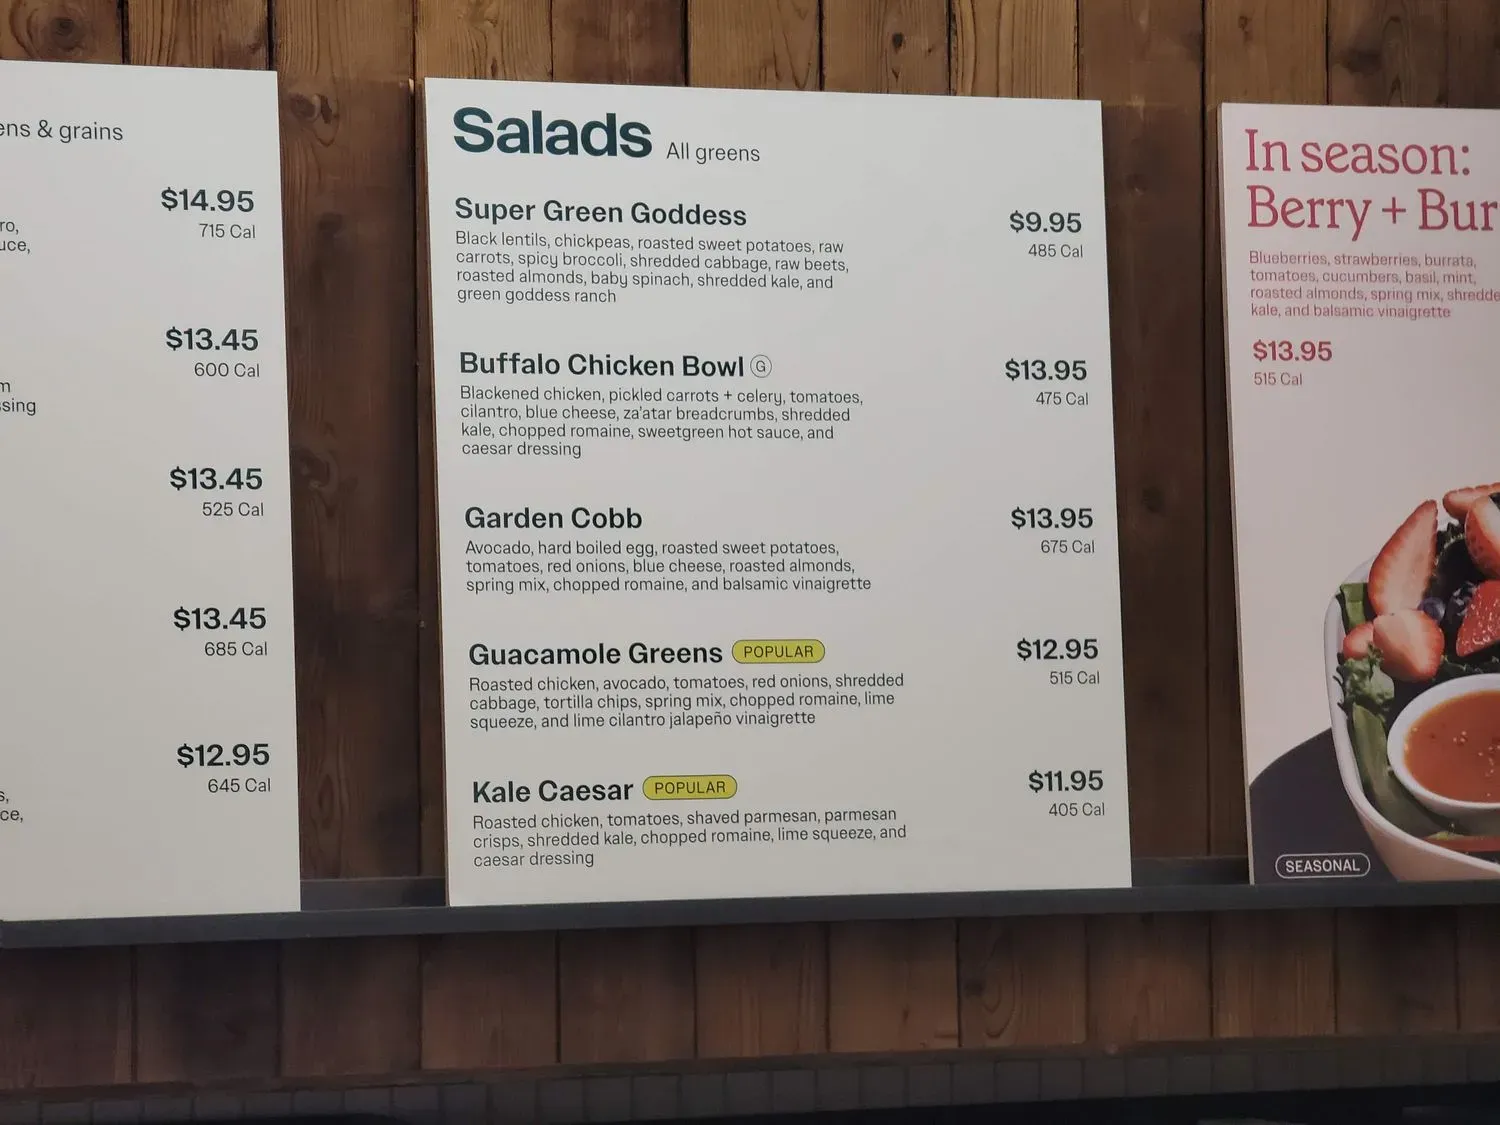 & grains
$14.95
715 Cal
$13.45
600 Cal
$13.45
525 Cal
$13.45
685 Cal
$12.95
645 Cal
Salads All greens
Super Green Goddess
$9.95
485 Cal
Black lentils, chickpeas, roasted sweet potatoes, raw
carrots, spicy broccoli, shredded cabbage, raw beets,
roasted almonds, baby spinach, shredded kale, and
green goddess ranch
Buffalo Chicken Bowl G
$13.95
475 Cal
Blackened chicken, pickled carrots + celery, tomatoes,
cilantro, blue cheese, za'atar breadcrumbs, shredded
kale, chopped romaine, sweetgreen hot sauce, and
caesar dressing
Garden Cobb
$13.95
675 Cal
Avocado, hard boiled egg, roasted sweet potatoes,
tomatoes, red onions, blue cheese, roasted almonds,
spring mix, chopped romaine, and balsamic vinaigrette
Guacamole Greens POPULAR
$12.95
515 Cal
Roasted chicken, avocado, tomatoes, red onions, shredded
cabbage, tortilla chips, spring mix, chopped romaine, lime
squeeze, and lime cilantro jalapeño vinaigrette
Kale Caesar POPULAR
$11.95
405 Cal
Roasted chicken, tomatoes, shaved parmesan, parmesan
crisps, shredded kale, chopped romaine, lime squeeze, and
caesar dressing
In season:
Berry + Bur
Blueberries, strawberries, burrata,
tomatoes, cucumbers, basil, mint,
roasted almonds, spring mix, shredde
kale, and balsamic vinaigrette
$13.95
515 Cal
SEASONAL